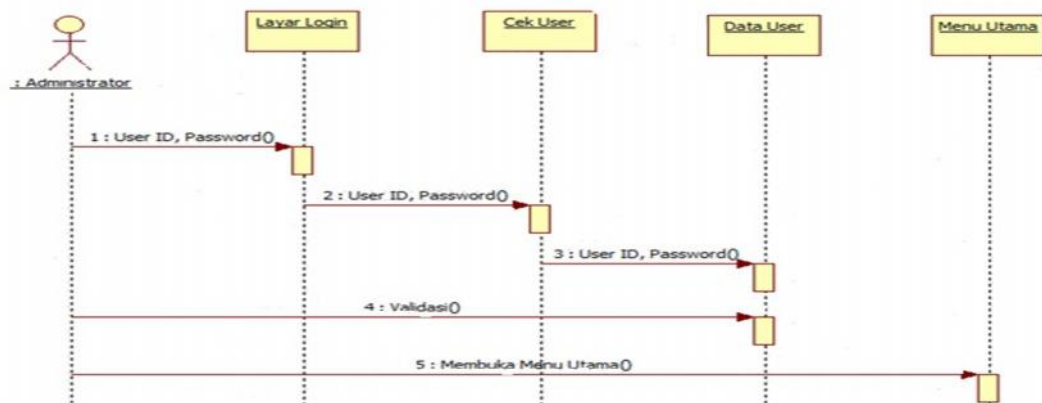 Layar Login
Cek User
Data User
Menu Utama
: Administrator
1 : User ID, Password()
2 : User ID, Password()
3 : User ID, Password()
4 : Validasi()
5 : Membuka Menu Utama()